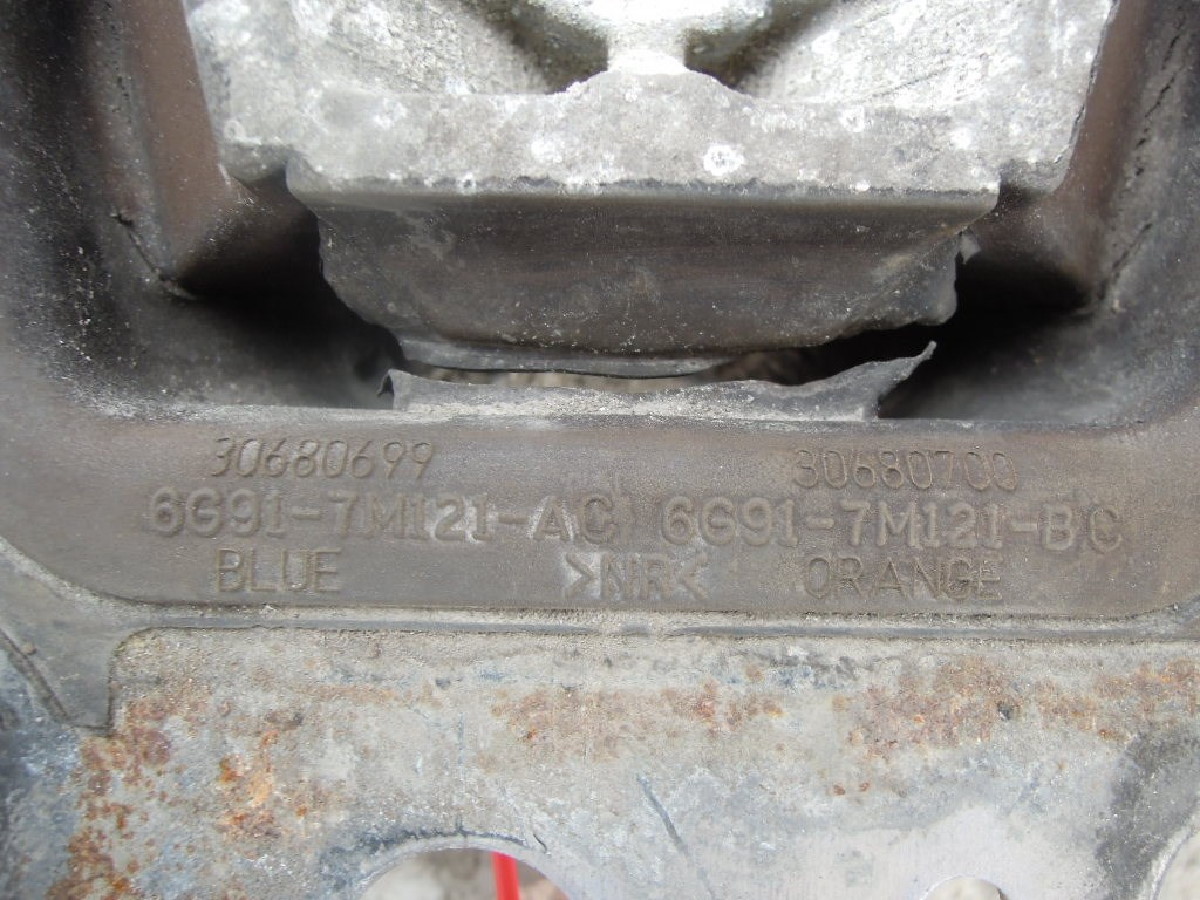 30680699 30680700
6G91-7M121-AC 6G91-7M121-BC
BLUE >NR< ORANGE